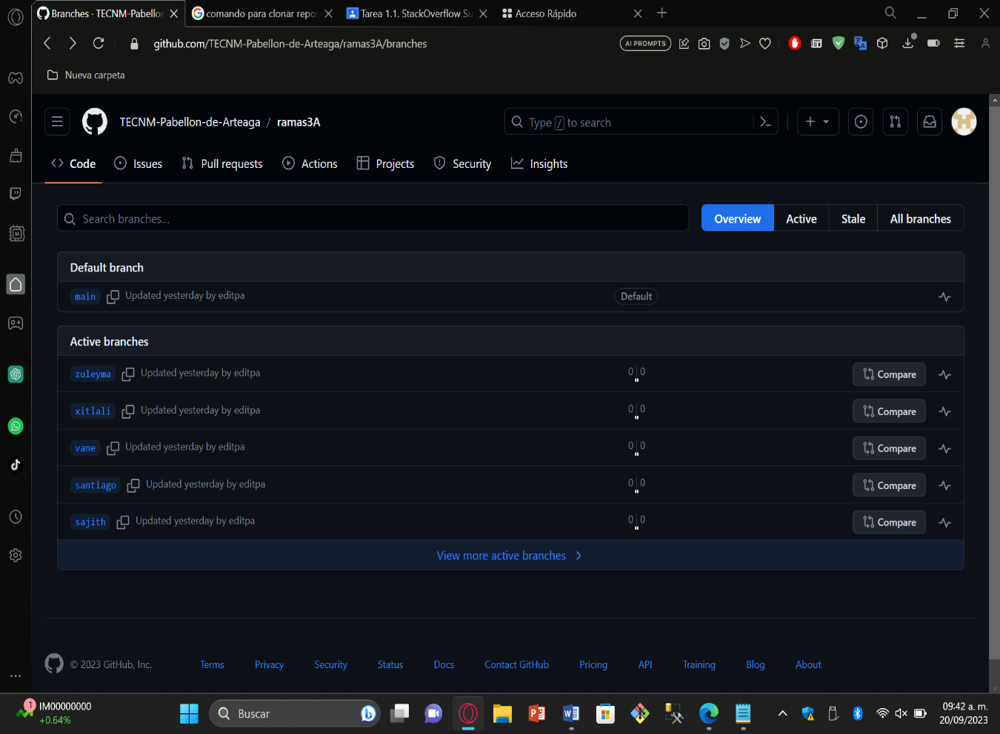 Branches · TECNM-Pabellon
comando para clonar repos
Tarea 1.1. StackOverflow Su
Acceso Rápido
github.com/TECNM-Pabellon-de-Arteaga/ramas3A/branches
AI PROMPTS
Nueva carpeta
TECNM-Pabellon-de-Arteaga / ramas3A
Type / to search
Code Issues Pull requests Actions Projects Security Insights
Search branches...
Overview Active Stale All branches
Default branch
main Updated yesterday by editpa Default
Active branches
zuleyma Updated yesterday by editpa 0 0 Compare
xitlali Updated yesterday by editpa 0 0 Compare
vane Updated yesterday by editpa 0 0 Compare
santiago Updated yesterday by editpa 0 0 Compare
sajith Updated yesterday by editpa 0 0 Compare
View more active branches
© 2023 GitHub, Inc. Terms Privacy Security Status Docs Contact GitHub Pricing API Training Blog About
1 IM00000000
+0.64%
Buscar
09:42 a. m.
20/09/2023